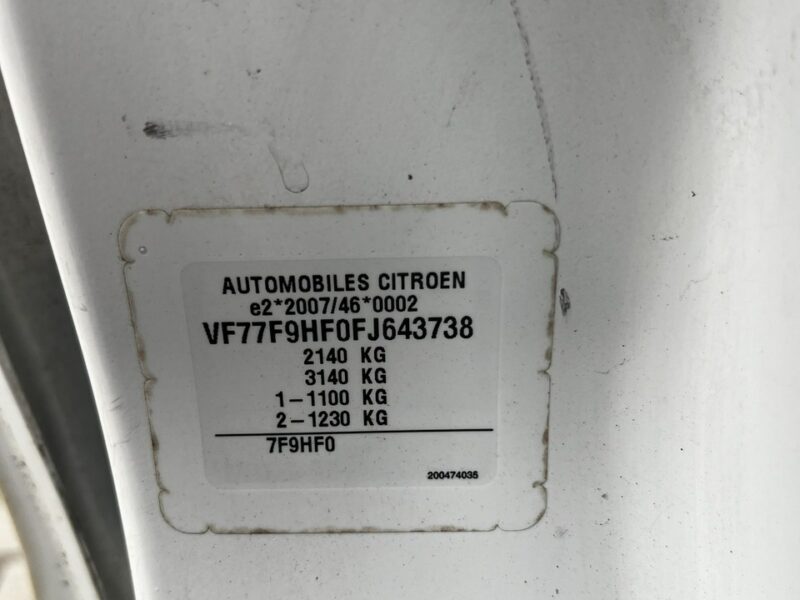 AUTOMOBILES CITROEN
e2*2007/46*0002
VF77F9HF0FJ643738
2140 KG
3140 KG
1-1100 KG
2-1230 KG
7F9HF0
200474035